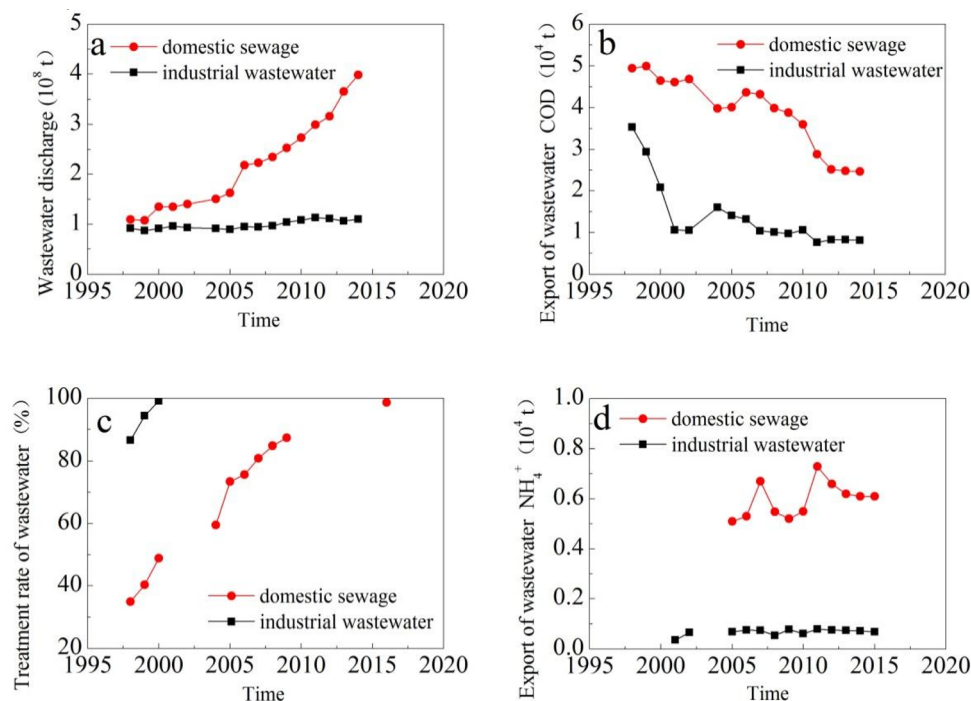 a
domestic sewage
industrial wastewater
Wastewater discharge (10⁸ t)
5
4
3
2
1
0
1995 2000 2005 2010 2015 2020
Time
b
domestic sewage
industrial wastewater
Export of wastewater COD (10⁴ t)
6
5
4
3
2
1
0
1995 2000 2005 2010 2015 2020
Time
c
domestic sewage
industrial wastewater
Treatment rate of wastewater (%)
100
80
60
40
20
1995 2000 2005 2010 2015 2020
Time
d
domestic sewage
industrial wastewater
Export of wastewater NH₄⁺ (10⁴ t)
1.0
0.8
0.6
0.4
0.2
0.0
1995 2000 2005 2010 2015 2020
Time